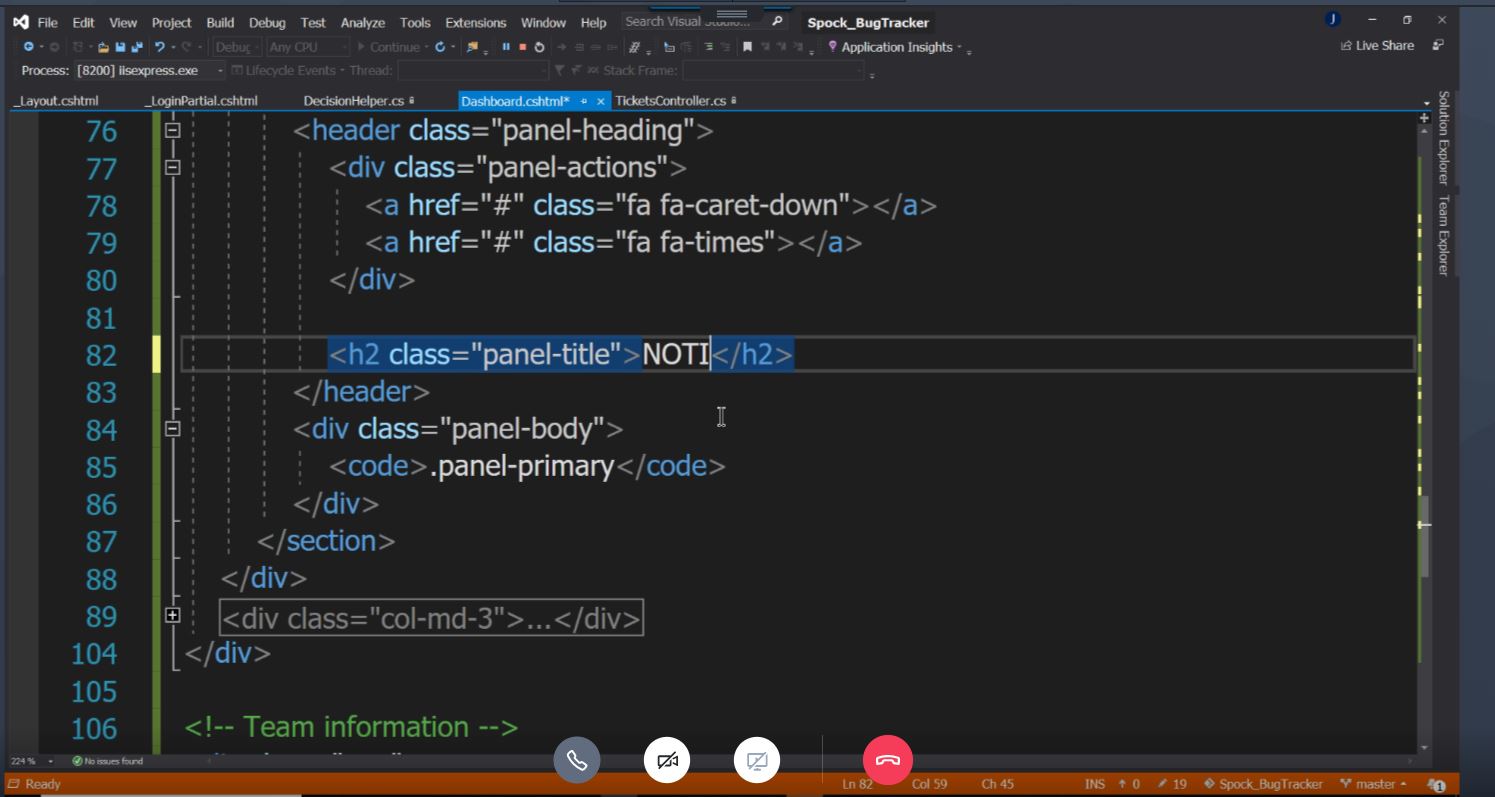 File Edit View Project Build Debug Test Analyze Tools Extensions Window Help Search Visual Studio... Spock_BugTracker J
Debug Any CPU Continue Application Insights Live Share
Process: [8200] iisexpress.exe Lifecycle Events Thread: Stack Frame:
_Layout.cshtml _LoginPartial.cshtml DecisionHelper.cs Dashboard.cshtml* TicketsController.cs
Solution Explorer
Team Explorer
76 <header class="panel-heading">
77 <div class="panel-actions">
78 <a href="#" class="fa fa-caret-down"></a>
79 <a href="#" class="fa fa-times"></a>
80 </div>
81
82 <h2 class="panel-title">NOTI</h2>
83 </header>
84 <div class="panel-body">
85 <code>.panel-primary</code>
86 </div>
87 </section>
88 </div>
89 <div class="col-md-3">...</div>
104 </div>
105
106 <!-- Team information -->
224 % No issues found
Ready Ln 82 Col 59 Ch 45 INS 0 19 Spock_BugTracker master 1